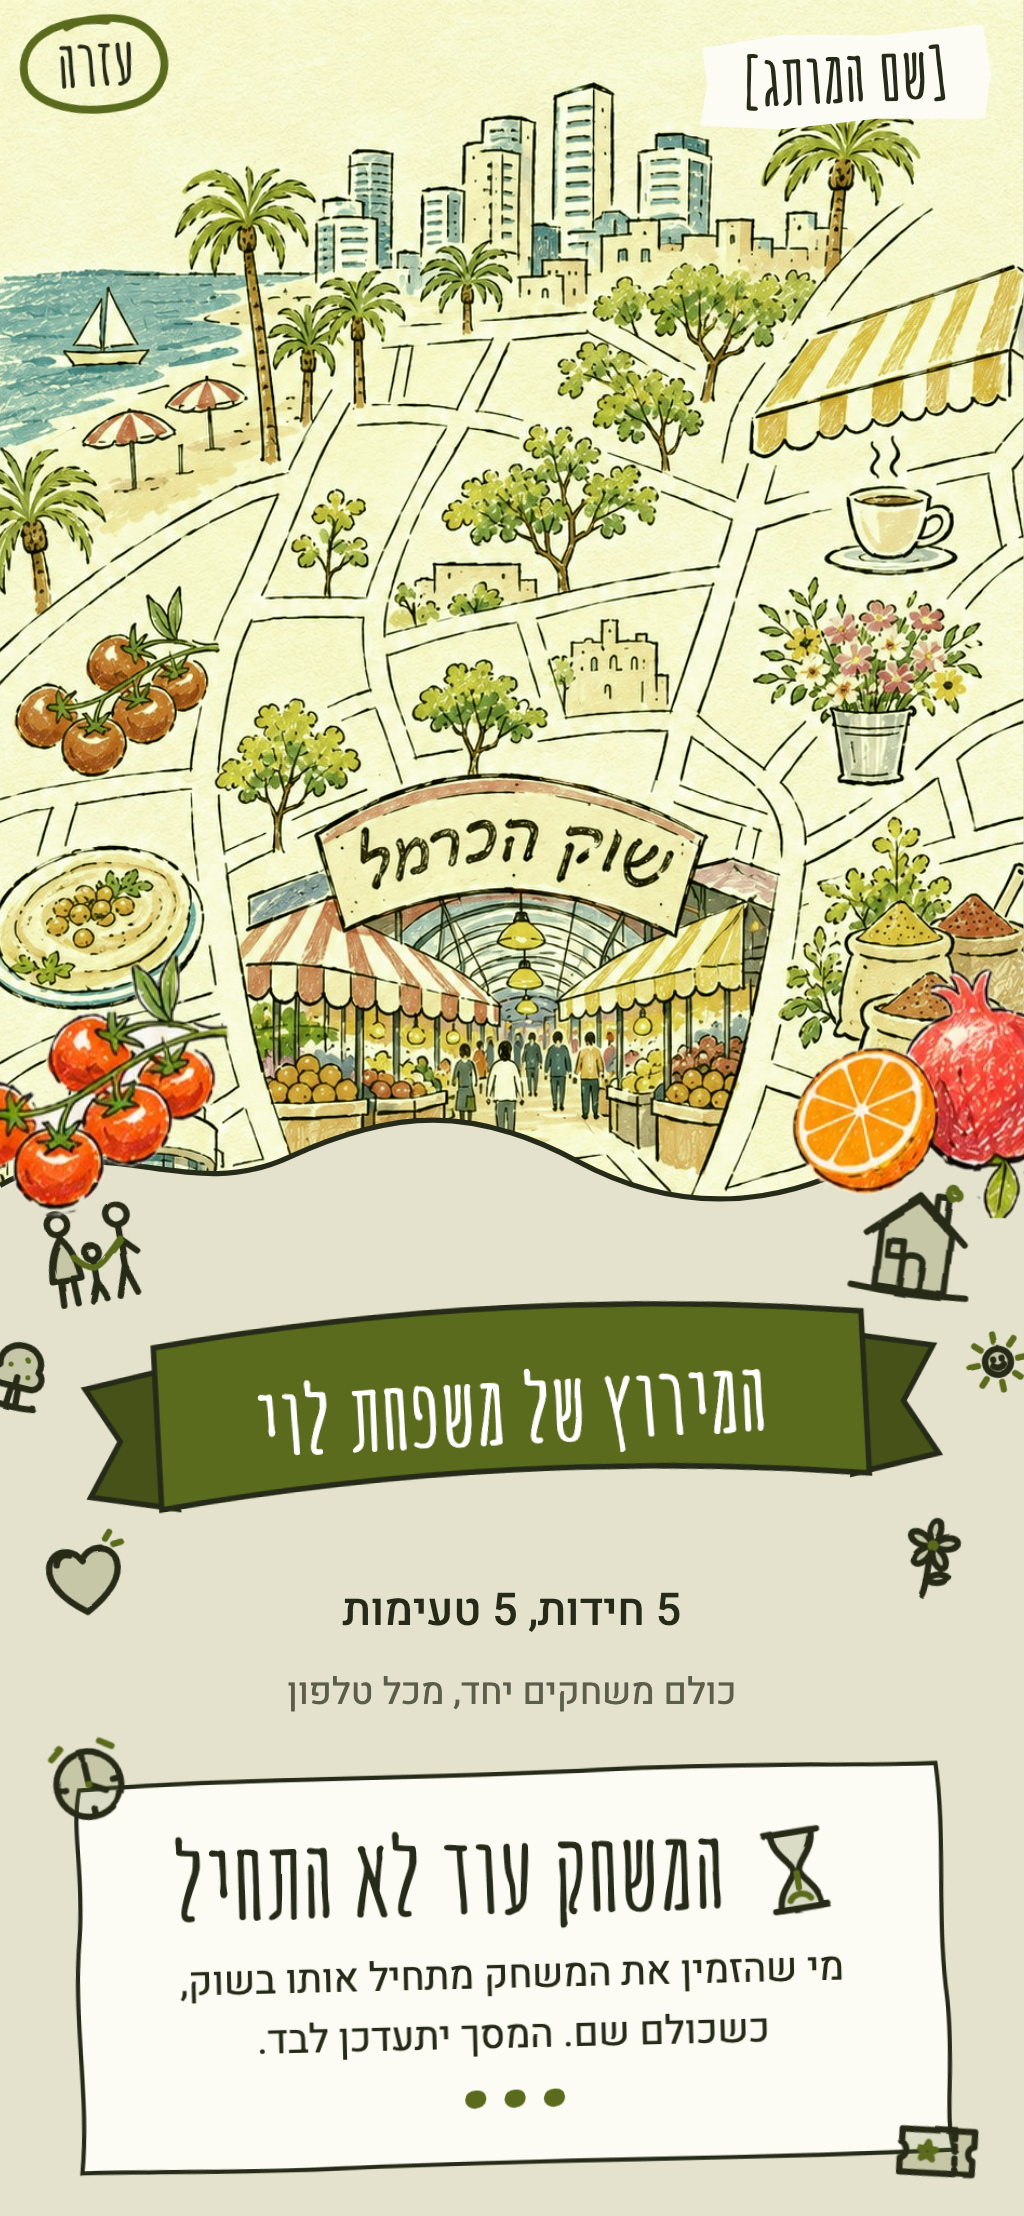 [שם המותג]
עזרה
שוק הכרמל
המירוץ של משפחת לוי
5 חידות, 5 טעימות
כולם משחקים יחד, מכל טלפון
המשחק עוד לא התחיל
מי שהזמין את המשחק מתחיל אותו בשוק,
כשכולם שם. המסך יתעדכן לבד.